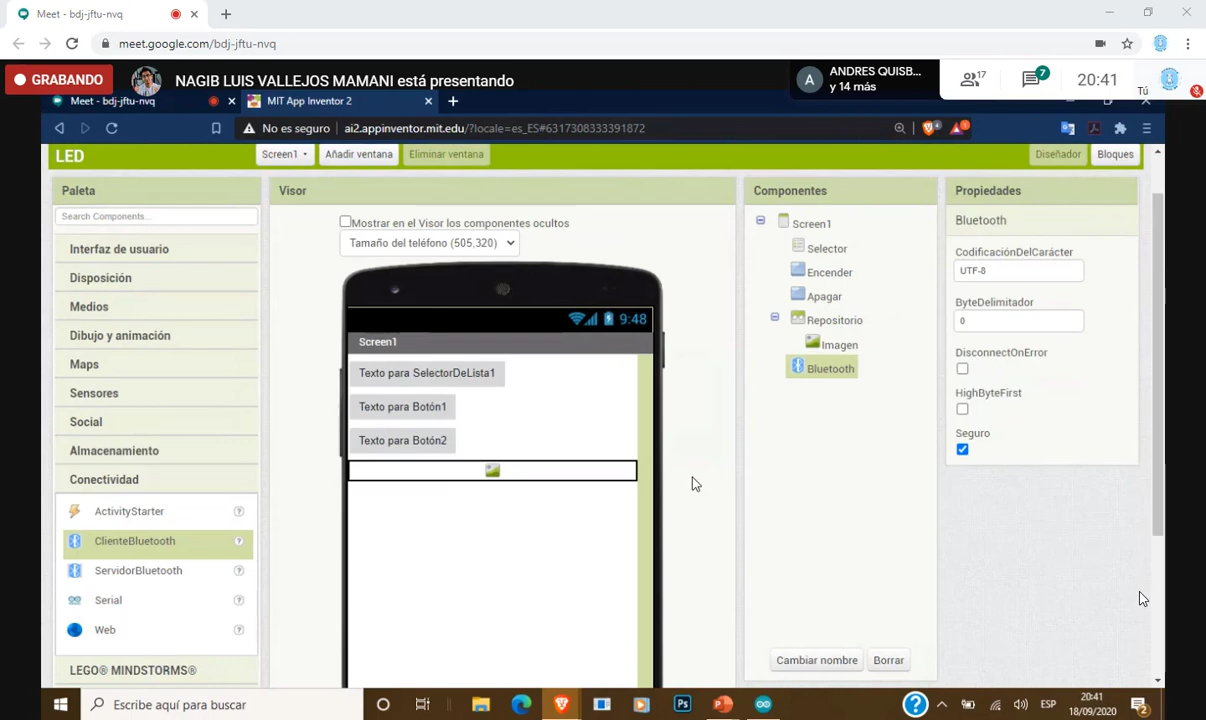 Meet - bdj-jftu-nvq
meet.google.com/bdj-jftu-nvq
GRABANDO
NAGIB LUIS VALLEJOS MAMANI está presentando
A
ANDRES QUISB...
y 14 más
17
7
20:41
Tú
Meet - bdj-jftu-nvq
MIT App Inventor 2
No es seguro
ai2.appinventor.mit.edu/?locale=es_ES#6317308333391872
LED
Screen1
Añadir ventana
Eliminar ventana
Diseñador
Bloques
Paleta
Visor
Componentes
Propiedades
Search Components...
Interfaz de usuario
Disposición
Medios
Dibujo y animación
Maps
Sensores
Social
Almacenamiento
Conectividad
ActivityStarter
ClienteBluetooth
ServidorBluetooth
Serial
Web
LEGO® MINDSTORMS®
Mostrar en el Visor los componentes ocultos
Tamaño del teléfono (505,320)
9:48
Screen1
Texto para SelectorDeLista1
Texto para Botón1
Texto para Botón2
Screen1
Selector
Encender
Apagar
Repositorio
Imagen
Bluetooth
Cambiar nombre
Borrar
Bluetooth
CodificaciónDelCarácter
UTF-8
ByteDelimitador
0
DisconnectOnError
HighByteFirst
Seguro
Escribe aquí para buscar
ESP
20:41
18/09/2020
2